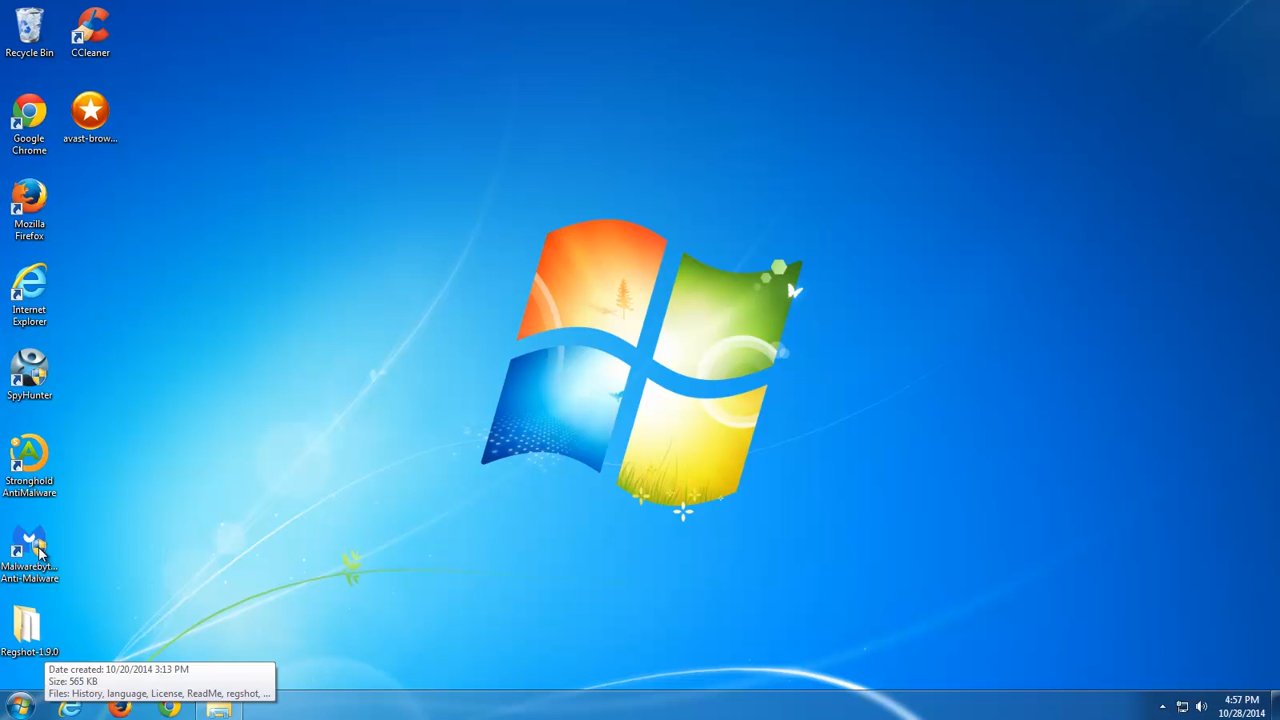 Recycle Bin
CCleaner
Google
Chrome
avast-brow...
Mozilla
Firefox
Internet
Explorer
SpyHunter
Stronghold
AntiMalware
Malwarebyt...
Anti-Malware
Regshot-1.9.0
Date created: 10/20/2014 3:13 PM
Size: 565 KB
Files: History, language, License, ReadMe, regshot, ...
4:57 PM
10/28/2014